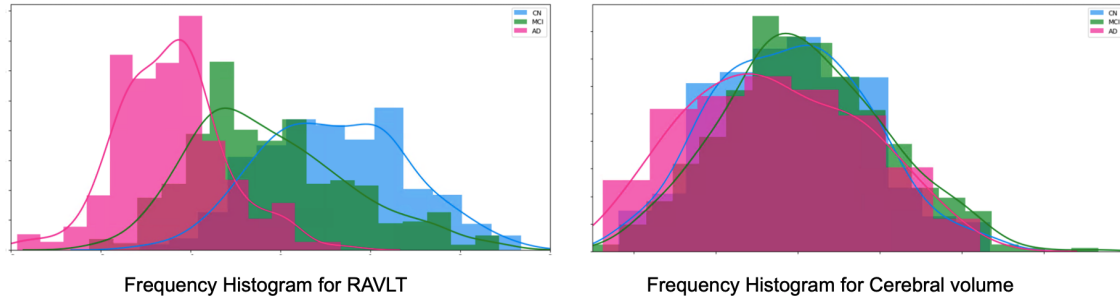 CN
MCI
AD
CN
MCI
AD
Frequency Histogram for RAVLT
Frequency Histogram for Cerebral volume